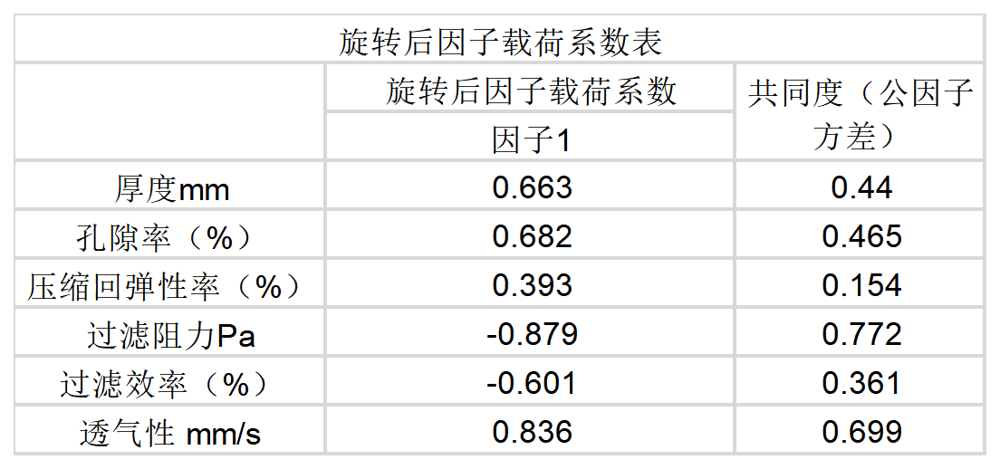 旋转后因子载荷系数表
旋转后因子载荷系数 共同度（公因子
方差）
因子1
厚度mm 0.663 0.44
孔隙率（%） 0.682 0.465
压缩回弹性率（%） 0.393 0.154
过滤阻力Pa -0.879 0.772
过滤效率（%） -0.601 0.361
透气性 mm/s 0.836 0.699